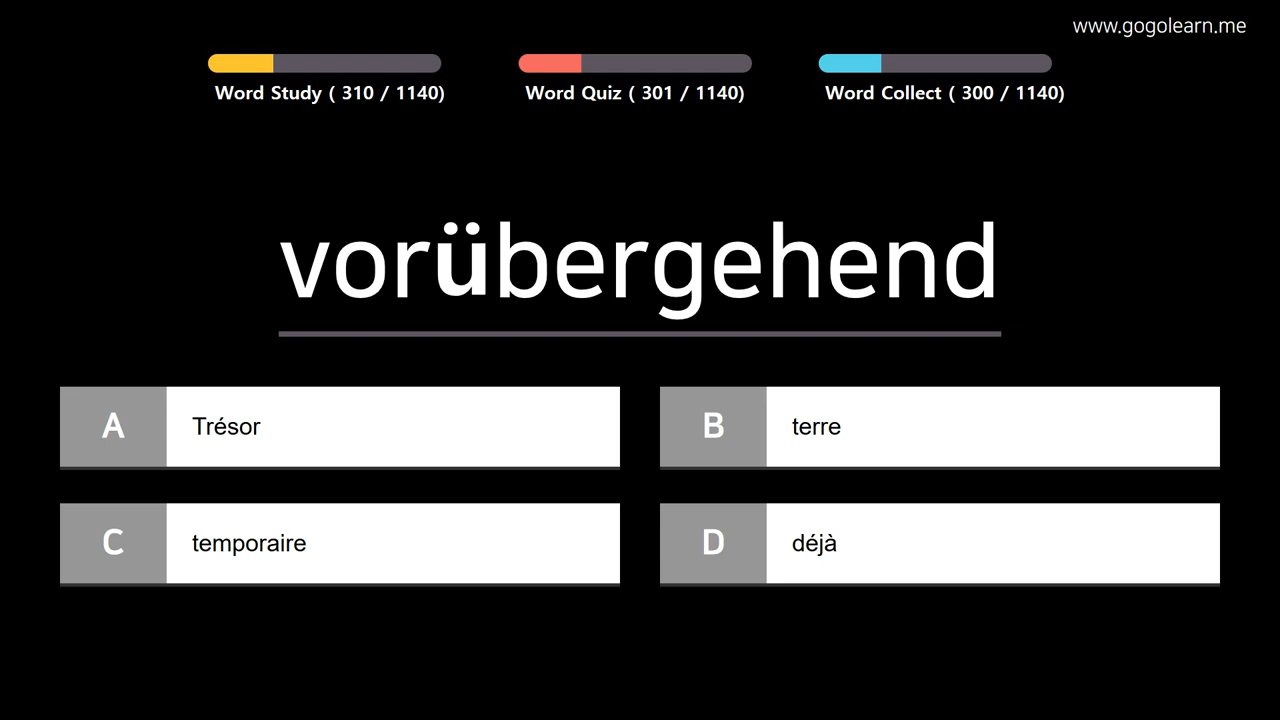 www.gogolearn.me
Word Study ( 310 / 1140)
Word Quiz ( 301 / 1140)
Word Collect ( 300 / 1140)
vorübergehend
A Trésor
B terre
C temporaire
D déjà